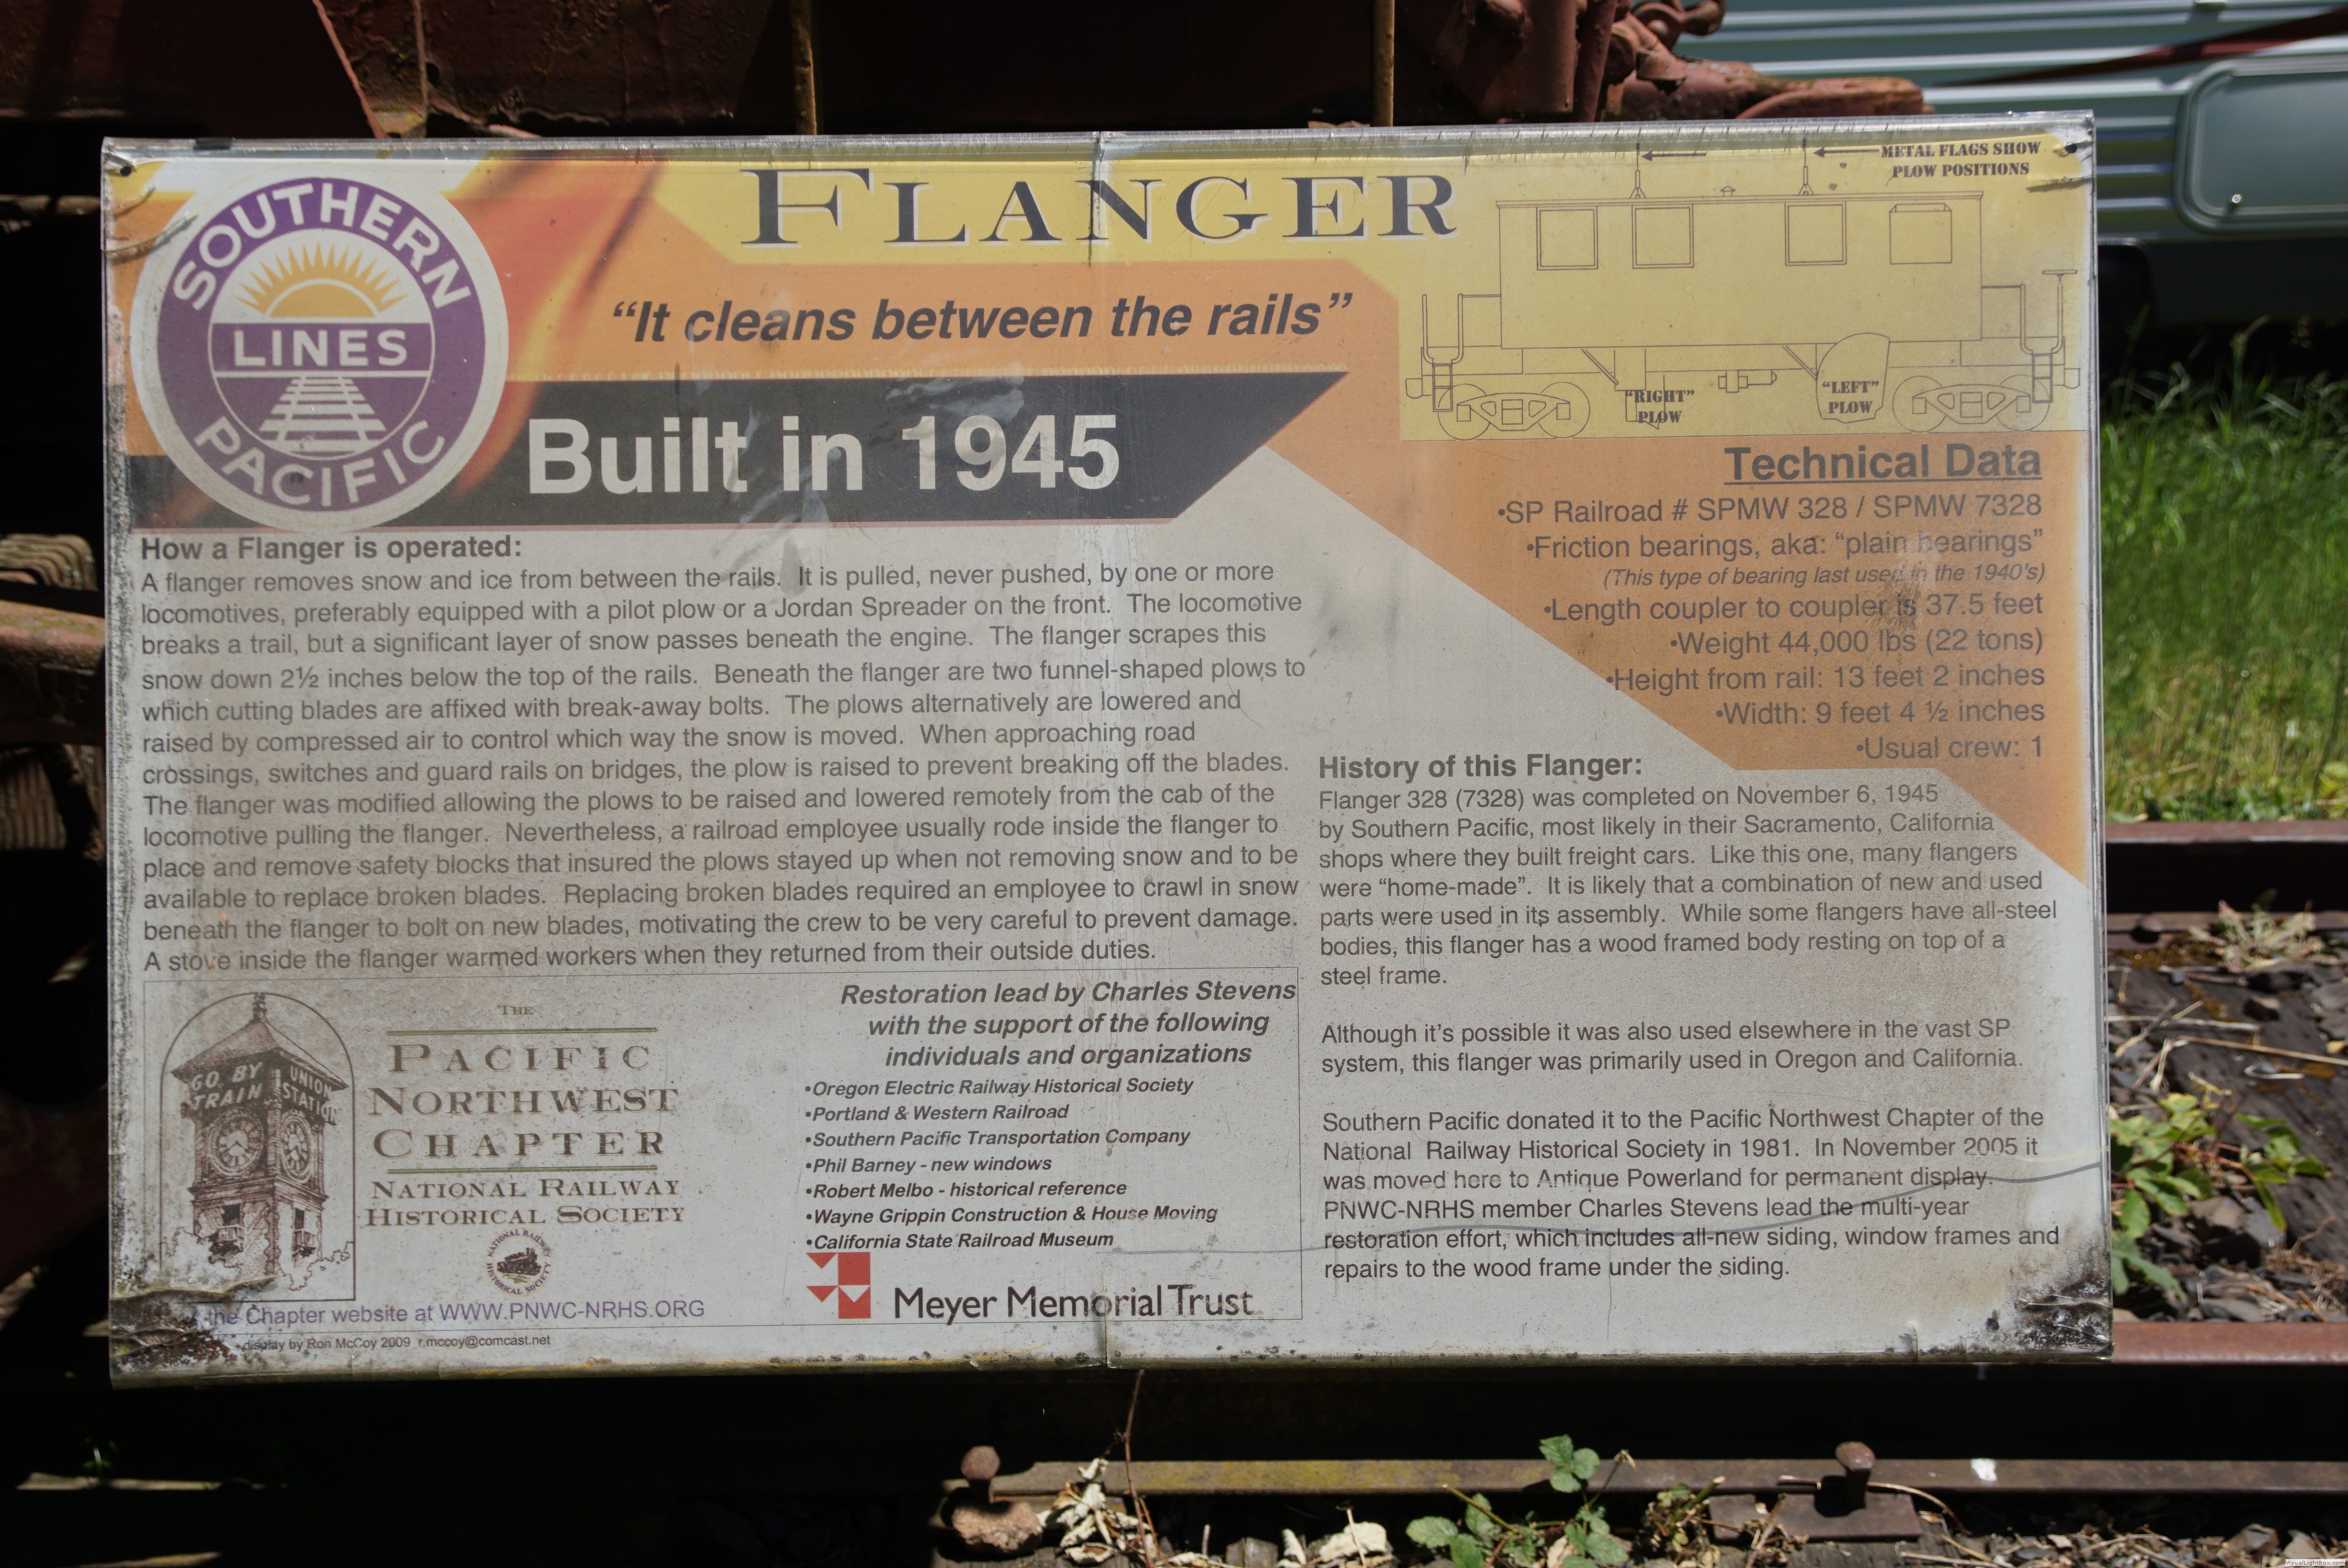 FLANGER
METAL FLAGS SHOW
PLOW POSITIONS
SOUTHERN
LINES
PACIFIC
"It cleans between the rails"
"RIGHT"
PLOW
"LEFT"
PLOW
Built in 1945
Technical Data
•SP Railroad # SPMW 328 / SPMW 7328
•Friction bearings, aka: "plain bearings"
(This type of bearing last used in the 1940's)
•Length coupler to coupler is 37.5 feet
•Weight 44,000 lbs (22 tons)
•Height from rail: 13 feet 2 inches
•Width: 9 feet 4 ½ inches
•Usual crew: 1
How a Flanger is operated:
A flanger removes snow and ice from between the rails. It is pulled, never pushed, by one or more
locomotives, preferably equipped with a pilot plow or a Jordan Spreader on the front. The locomotive
breaks a trail, but a significant layer of snow passes beneath the engine. The flanger scrapes this
snow down 2½ inches below the top of the rails. Beneath the flanger are two funnel-shaped plows to
which cutting blades are affixed with break-away bolts. The plows alternatively are lowered and
raised by compressed air to control which way the snow is moved. When approaching road
crossings, switches and guard rails on bridges, the plow is raised to prevent breaking off the blades.
The flanger was modified allowing the plows to be raised and lowered remotely from the cab of the
locomotive pulling the flanger. Nevertheless, a railroad employee usually rode inside the flanger to
place and remove safety blocks that insured the plows stayed up when not removing snow and to be
available to replace broken blades. Replacing broken blades required an employee to crawl in snow
beneath the flanger to bolt on new blades, motivating the crew to be very careful to prevent damage.
A stove inside the flanger warmed workers when they returned from their outside duties.
History of this Flanger:
Flanger 328 (7328) was completed on November 6, 1945
by Southern Pacific, most likely in their Sacramento, California
shops where they built freight cars. Like this one, many flangers
were "home-made". It is likely that a combination of new and used
parts were used in its assembly. While some flangers have all-steel
bodies, this flanger has a wood framed body resting on top of a
steel frame.
Although it's possible it was also used elsewhere in the vast SP
system, this flanger was primarily used in Oregon and California.
Southern Pacific donated it to the Pacific Northwest Chapter of the
National Railway Historical Society in 1981. In November 2005 it
was moved here to Antique Powerland for permanent display.
PNWC-NRHS member Charles Stevens lead the multi-year
restoration effort, which includes all-new siding, window frames and
repairs to the wood frame under the siding.
GO BY
TRAIN
UNION
STATION
THE
PACIFIC
NORTHWEST
CHAPTER
NATIONAL RAILWAY
HISTORICAL SOCIETY
NATIONAL RAILWAY
HISTORICAL SOCIETY
the Chapter website at WWW.PNWC-NRHS.ORG
display by Ron McCoy 2009 r.mccoy@comcast.net
Restoration lead by Charles Stevens
with the support of the following
individuals and organizations
•Oregon Electric Railway Historical Society
•Portland & Western Railroad
•Southern Pacific Transportation Company
•Phil Barney - new windows
•Robert Melbo - historical reference
•Wayne Grippin Construction & House Moving
•California State Railroad Museum
Meyer Memorial Trust
VisualLightBox.com